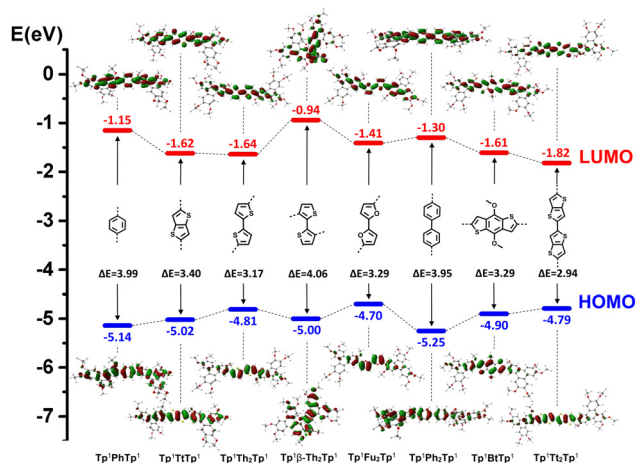 E(eV)
0
-1
-2
-3
-4
-5
-6
-7
-1.15
-1.62
-1.64
-0.94
-1.41
-1.30
-1.61
-1.82
LUMO
S
S
S
S
S
S
O
O
O
S
S
O
S
S
S
S
ΔE=3.99
ΔE=3.40
ΔE=3.17
ΔE=4.06
ΔE=3.29
ΔE=3.95
ΔE=3.29
ΔE=2.94
HOMO
-5.14
-5.02
-4.81
-5.00
-4.70
-5.25
-4.90
-4.79
Tp¹PhTp¹
Tp¹TtTp¹
Tp¹Th₂Tp¹
Tp¹β-Th₂Tp¹
Tp¹Fu₂Tp¹
Tp¹Ph₂Tp¹
Tp¹BtTp¹
Tp¹Tt₂Tp¹